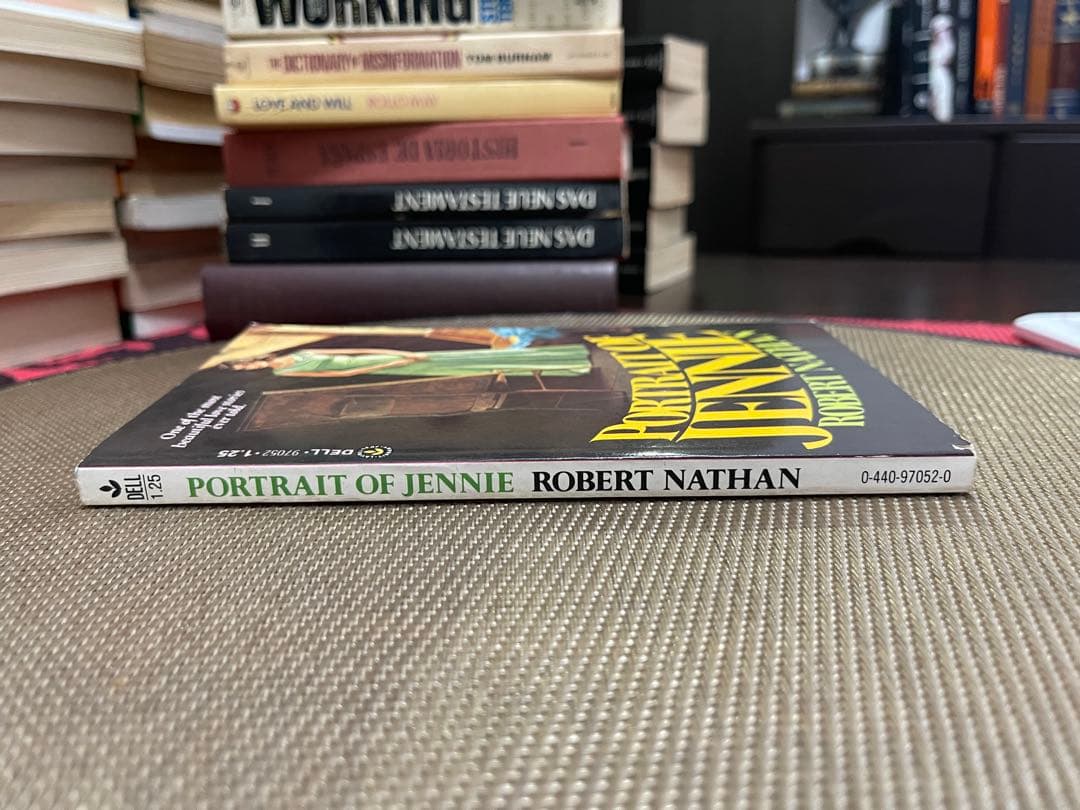 WORKING
THE DICTIONARY OF MISINFORMATION
HISTORIA DE ESPAÑA
I
DAS NEUE TESTAMENT
I
DAS NEUE TESTAMENT
II
PORTRAIT OF
JENNIE
ROBERT NATHAN
One of the most
beautiful love stories
ever told.
DELL • 97052 • 1.25
DELL
1.25
PORTRAIT OF JENNIE ROBERT NATHAN
0-440-97052-0